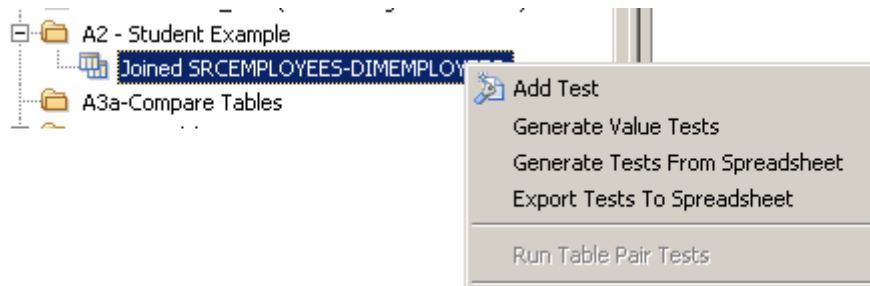 A2 - Student Example
Joined SRCEMPLOYEES-DIMEMPLOYEES
Add Test
A3a-Compare Tables
Generate Value Tests
Generate Tests From Spreadsheet
Export Tests To Spreadsheet
Run Table Pair Tests